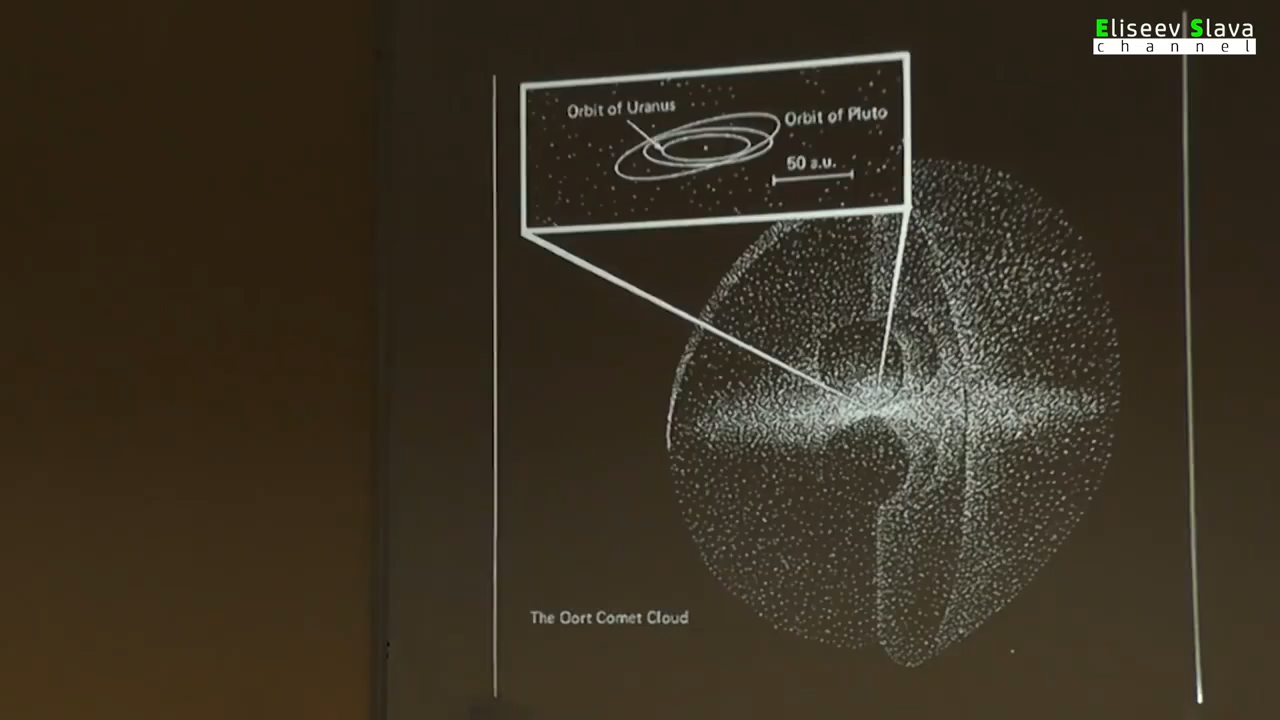 Eliseev Slava
channel
Orbit of Uranus
Orbit of Pluto
50 a.u.
The Oort Comet Cloud